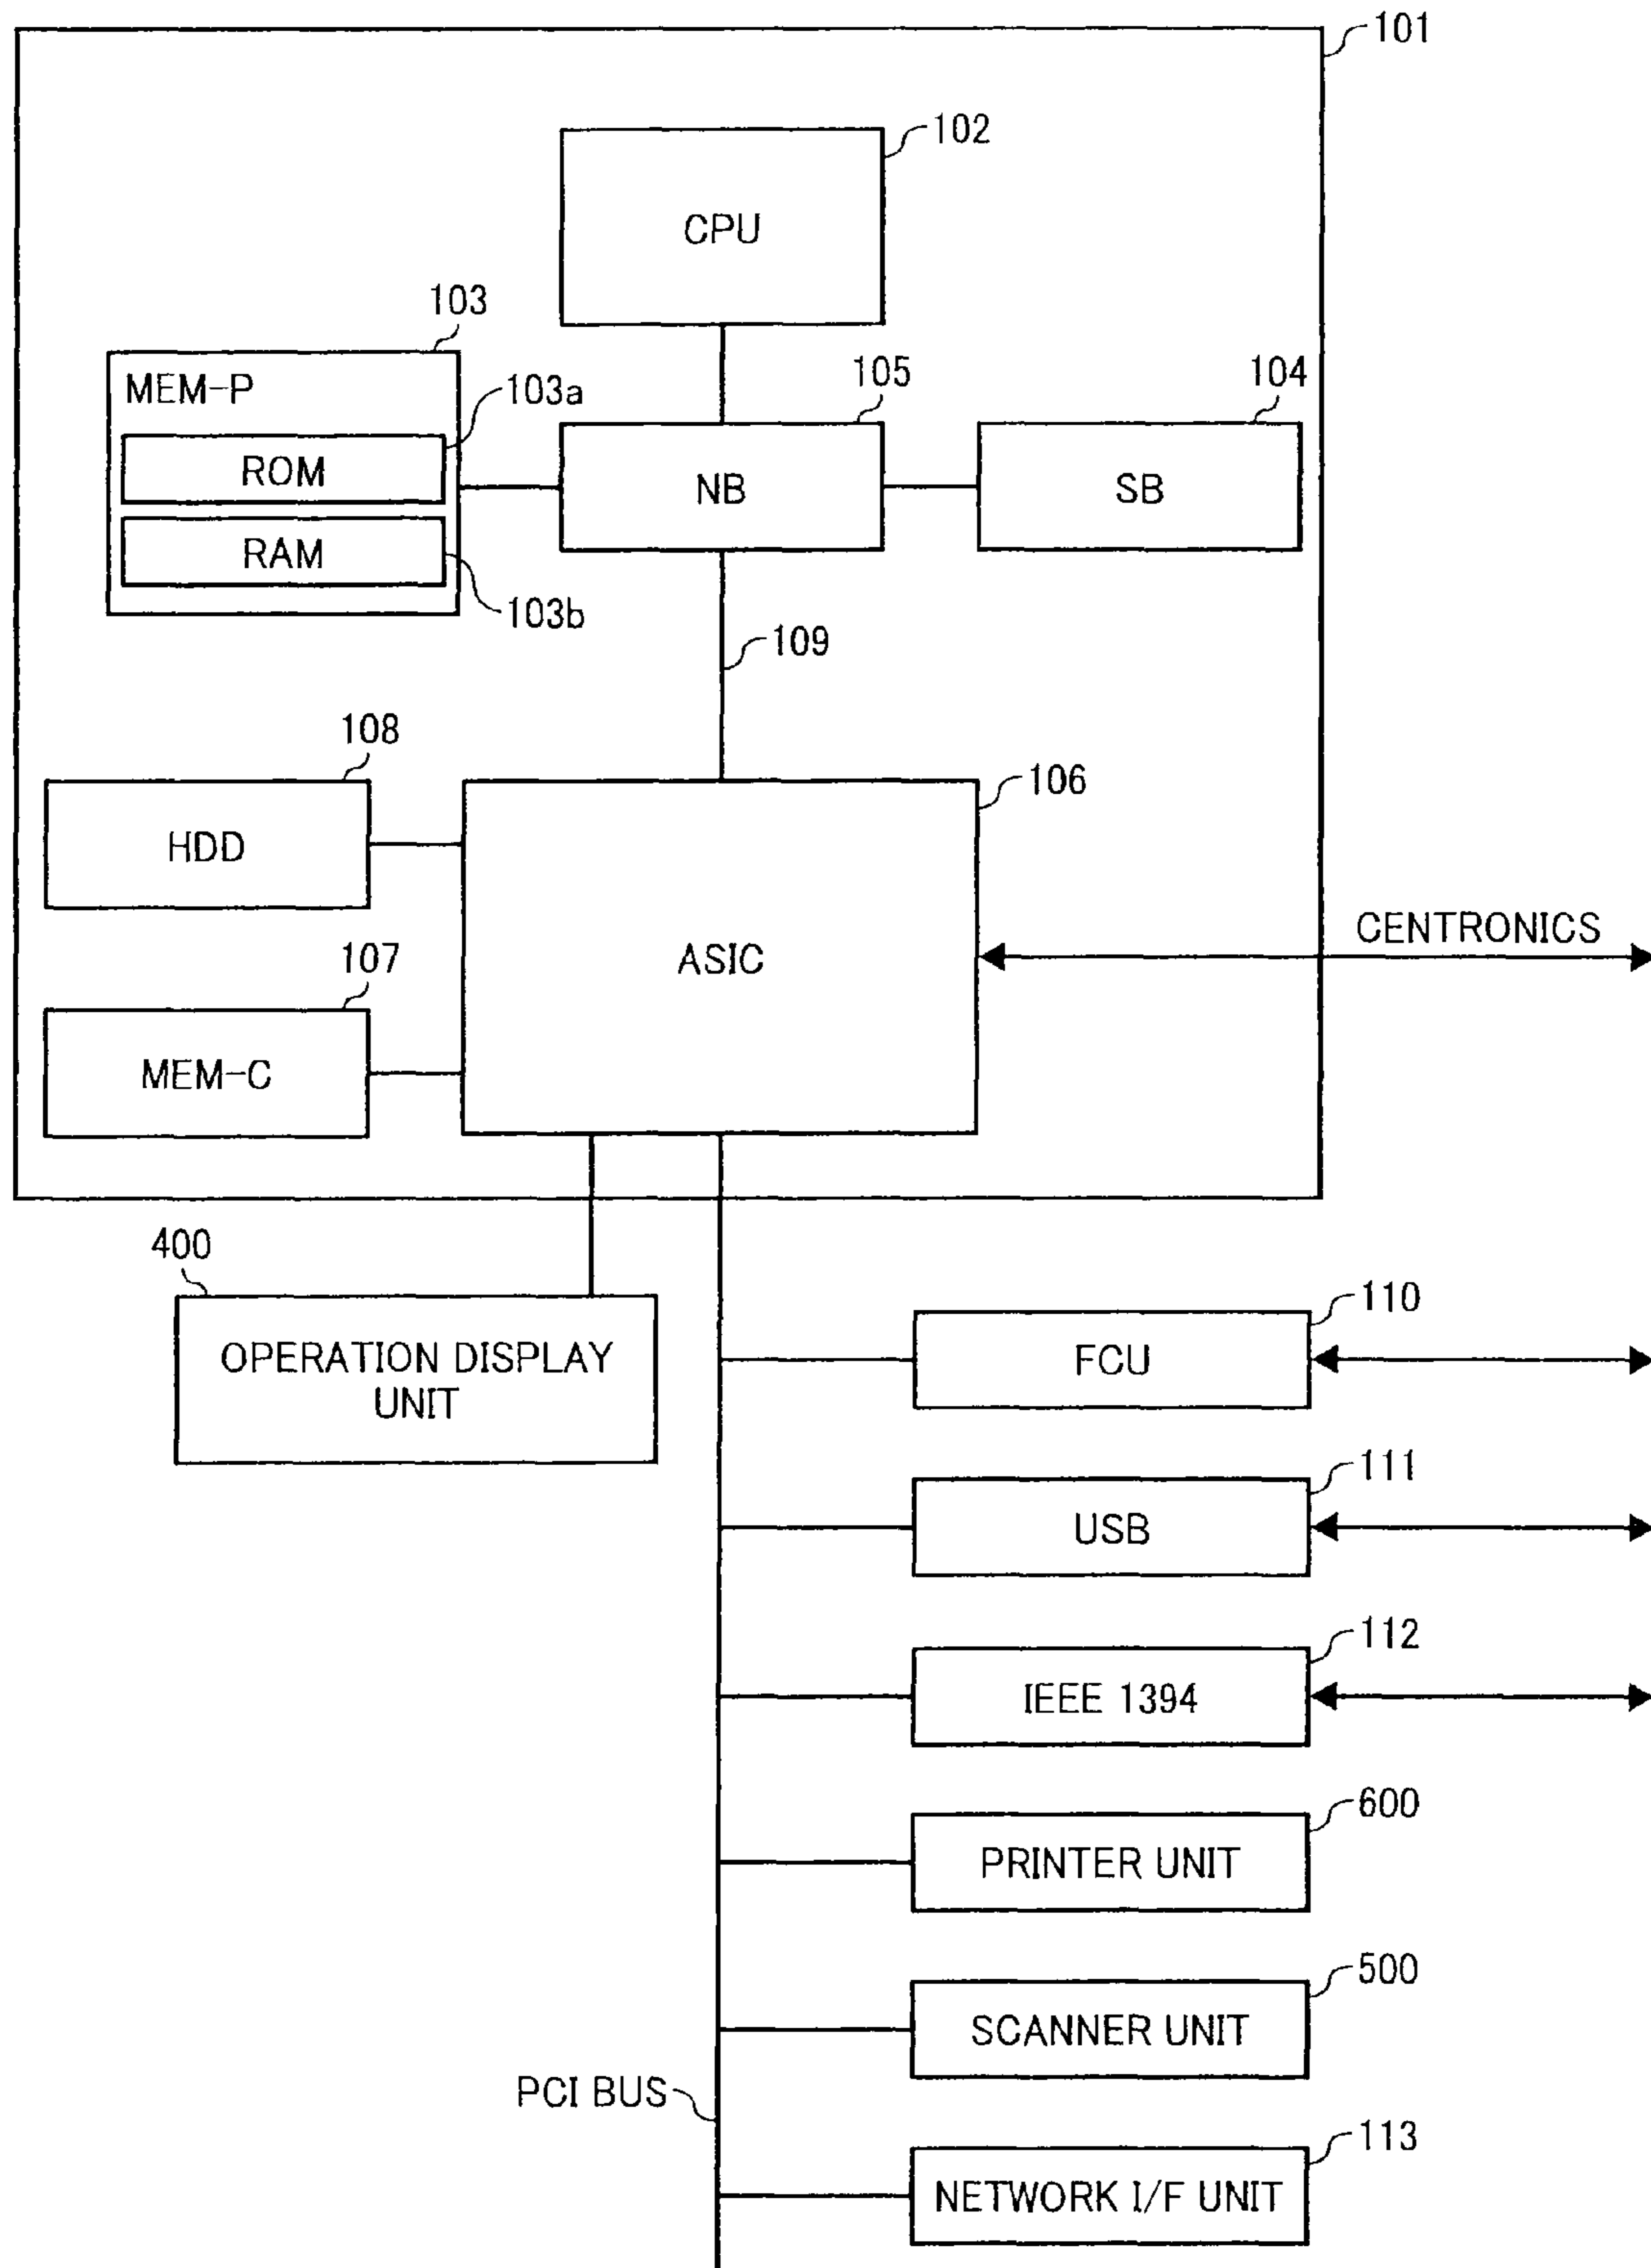 101
102
CPU
103
MEM-P
103a
ROM
RAM
103b
105
NB
104
SB
109
108
HDD
106
ASIC
CENTRONICS
107
MEM-C
400
OPERATION DISPLAY
UNIT
110
FCU
111
USB
112
IEEE 1394
600
PRINTER UNIT
500
SCANNER UNIT
PCI BUS
113
NETWORK I/F UNIT